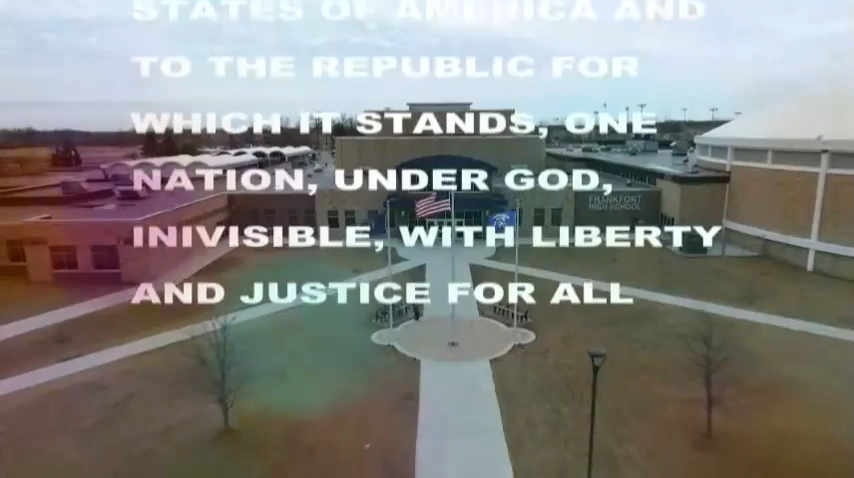 STATES OF AMERICA AND
TO THE REPUBLIC FOR
WHICH IT STANDS, ONE
NATION, UNDER GOD,
INIVISIBLE, WITH LIBERTY
AND JUSTICE FOR ALL
FRANKFORT
HIGH SCHOOL